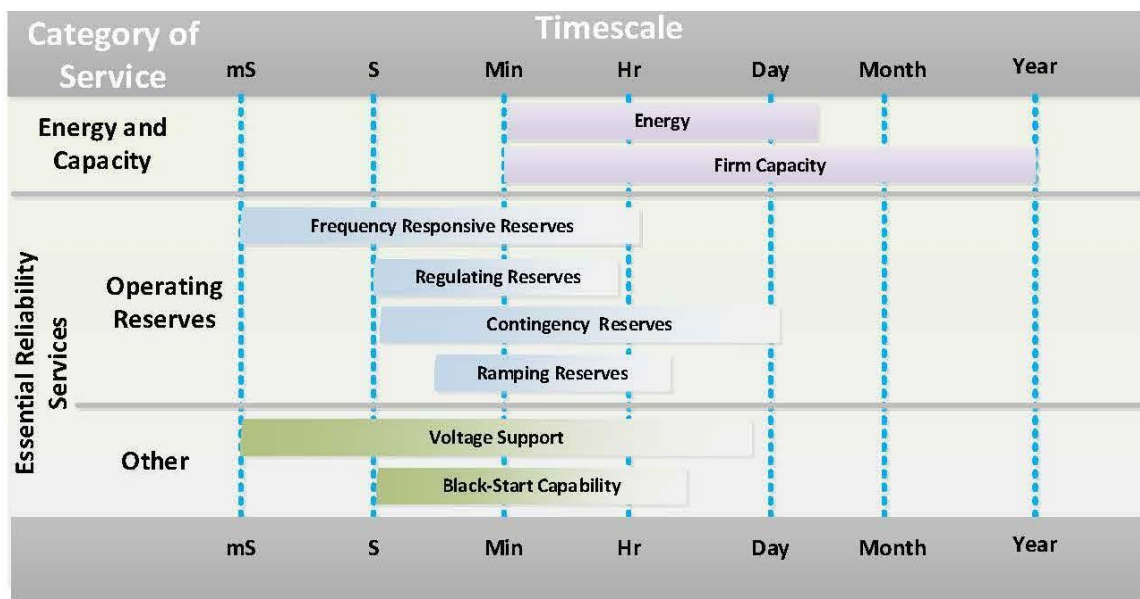 Category of
Service
Timescale
mS S Min Hr Day Month Year
Energy and
Capacity
Energy
Firm Capacity
Essential Reliability
Services
Operating
Reserves
Frequency Responsive Reserves
Regulating Reserves
Contingency Reserves
Ramping Reserves
Other
Voltage Support
Black-Start Capability
mS S Min Hr Day Month Year